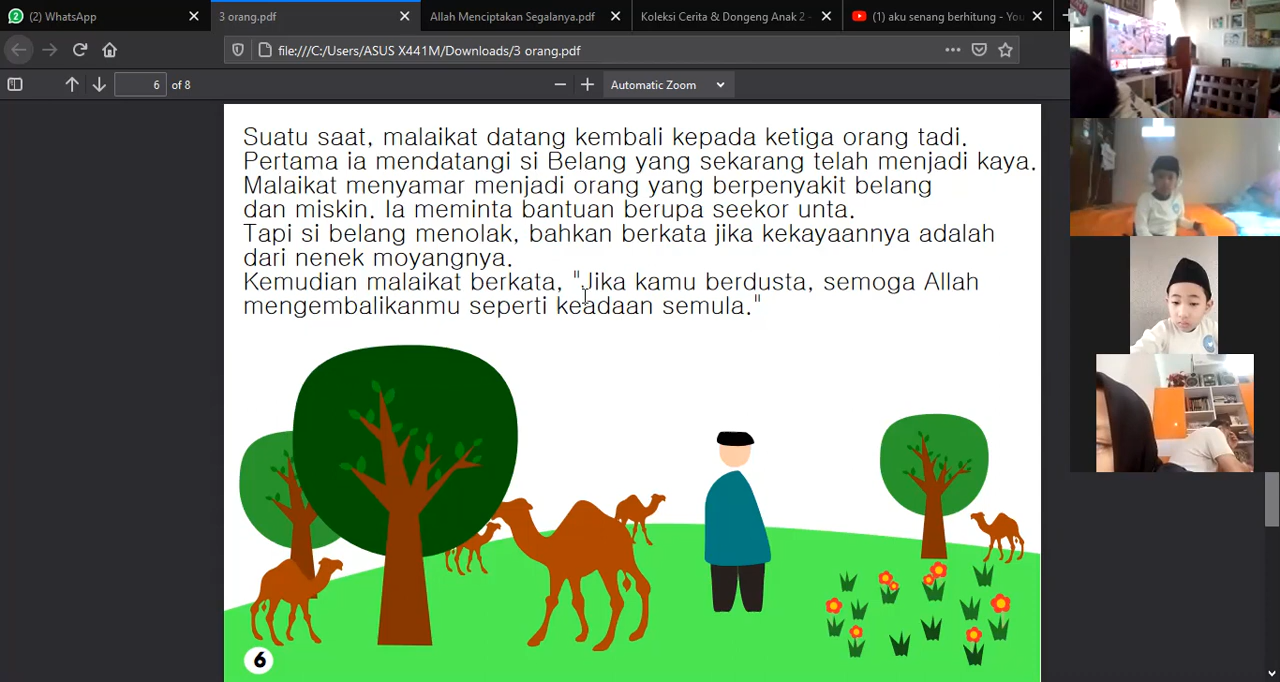 (2) WhatsApp
3 orang.pdf
Allah Menciptakan Segalanya.pdf
Koleksi Cerita & Dongeng Anak 2 -
(1) aku senang berhitung - You
file:///C:/Users/ASUS X441M/Downloads/3 orang.pdf
6 of 8
Automatic Zoom
Suatu saat, malaikat datang kembali kepada ketiga orang tadi.
Pertama ia mendatangi si Belang yang sekarang telah menjadi kaya.
Malaikat menyamar menjadi orang yang berpenyakit belang
dan miskin. Ia meminta bantuan berupa seekor unta.
Tapi si belang menolak, bahkan berkata jika kekayaannya adalah
dari nenek moyangnya.
Kemudian malaikat berkata, "Jika kamu berdusta, semoga Allah
mengembalikanmu seperti keadaan semula."
6